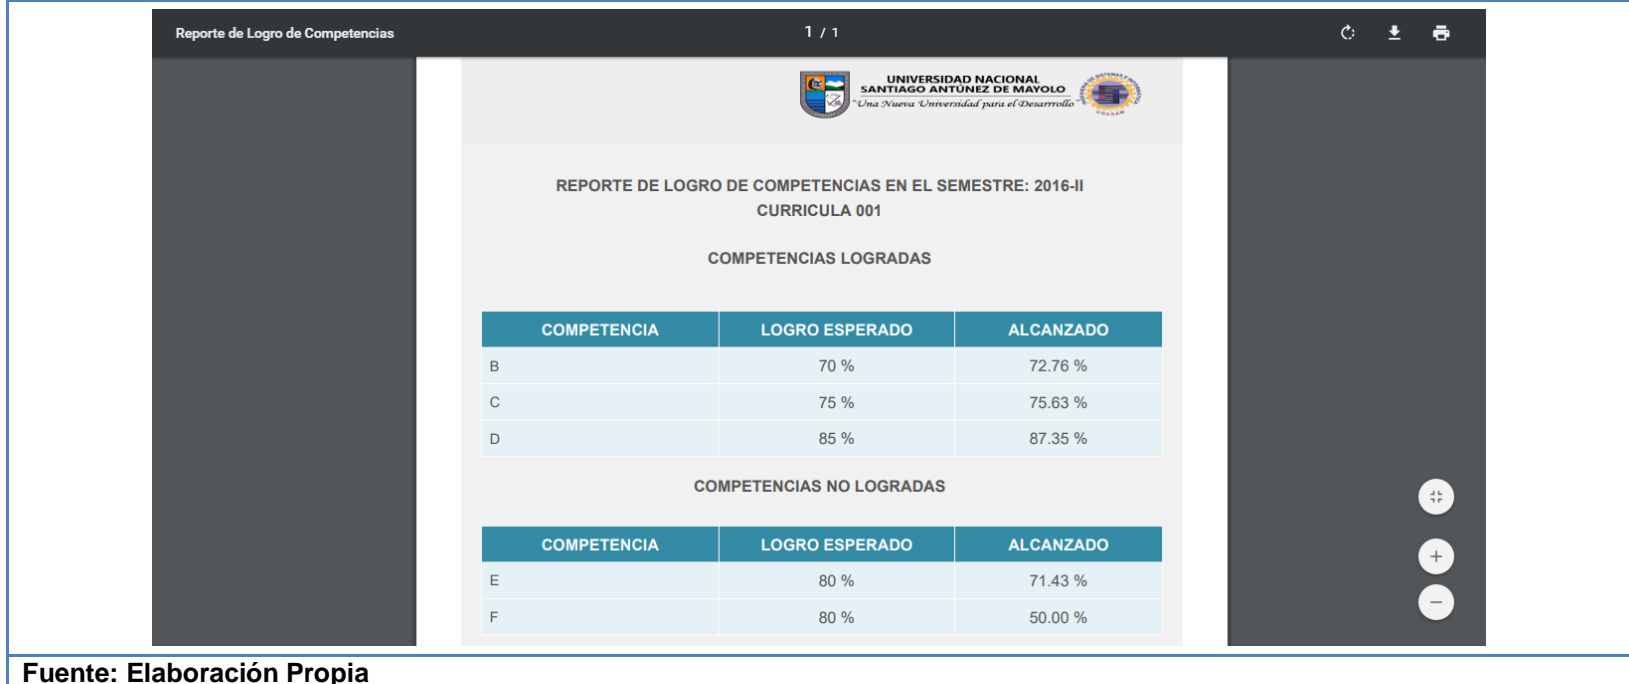 Reporte de Logro de Competencias
1 / 1
UNIVERSIDAD NACIONAL
SANTIAGO ANTÚNEZ DE MAYOLO
"Una Nueva Universidad para el Desarrrollo"
UNASAM
REPORTE DE LOGRO DE COMPETENCIAS EN EL SEMESTRE: 2016-II
CURRICULA 001
COMPETENCIAS LOGRADAS
COMPETENCIA LOGRO ESPERADO ALCANZADO
B 70 % 72.76 %
C 75 % 75.63 %
D 85 % 87.35 %
COMPETENCIAS NO LOGRADAS
COMPETENCIA LOGRO ESPERADO ALCANZADO
E 80 % 71.43 %
F 80 % 50.00 %
Fuente: Elaboración Propia